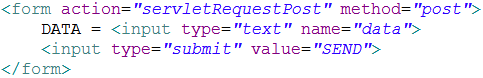 <form action="servletRequestPost" method="post">
DATA = <input type="text" name="data">
<input type="submit" value="SEND">
</form>